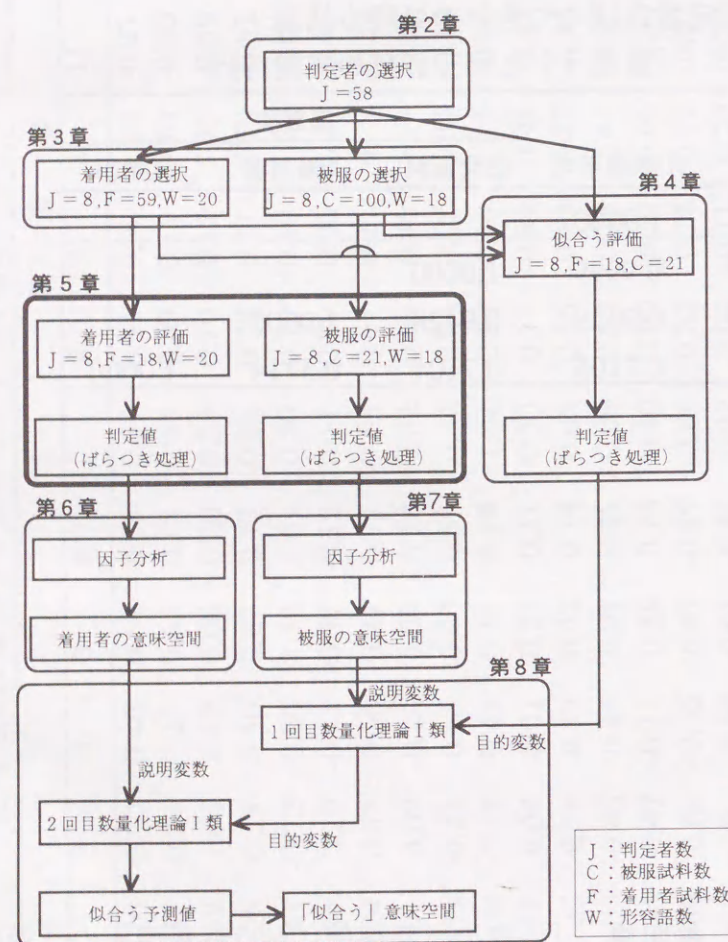 第2章
判定者の選択
J＝58
第3章
着用者の選択
J＝8,F＝59,W＝20
被服の選択
J＝8,C＝100,W＝18
第4章
似合う評価
J＝8,F＝18,C＝21
第5章
着用者の評価
J＝8,F＝18,W＝20
被服の評価
J＝8,C＝21,W＝18
判定値
(ばらつき処理)
判定値
(ばらつき処理)
判定値
(ばらつき処理)
第6章
因子分析
着用者の意味空間
第7章
因子分析
被服の意味空間
第8章
説明変数
1回目数量化理論Ⅰ類
目的変数
説明変数
2回目数量化理論Ⅰ類
目的変数
似合う予測値
「似合う」意味空間
J：判定者数
C：被服試料数
F：着用者試料数
W：形容語数